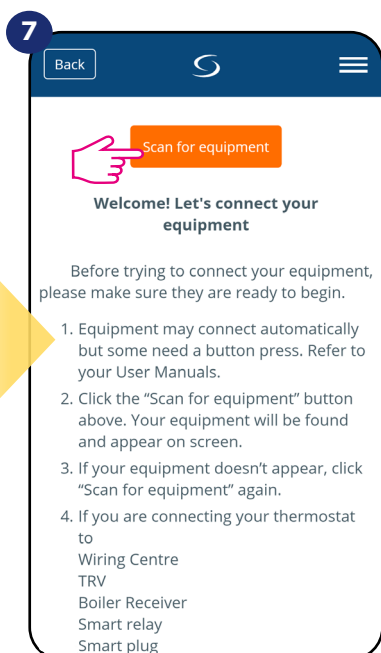 7
Back
Scan for equipment
Welcome! Let's connect your
equipment
Before trying to connect your equipment,
please make sure they are ready to begin.
1. Equipment may connect automatically
but some need a button press. Refer to
your User Manuals.
2. Click the “Scan for equipment” button
above. Your equipment will be found
and appear on screen.
3. If your equipment doesn’t appear, click
“Scan for equipment” again.
4. If you are connecting your thermostat
to
Wiring Centre
TRV
Boiler Receiver
Smart relay
Smart plug